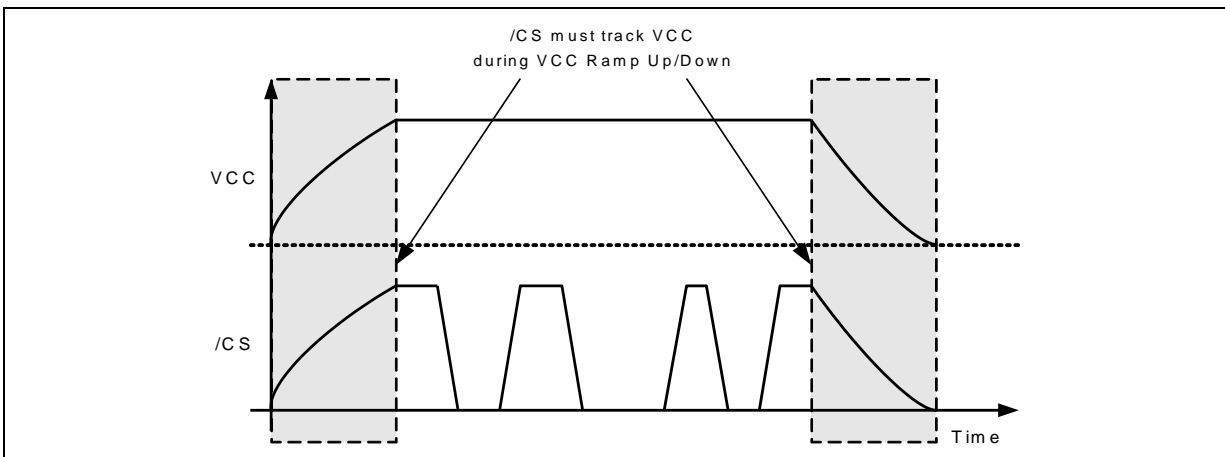 /CS must track VCC
during VCC Ramp Up/Down
VCC
/CS
Time